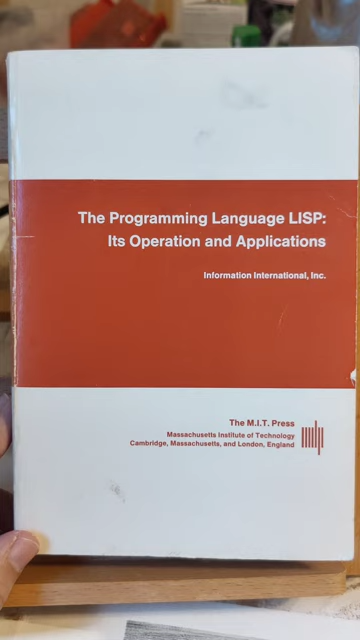 The Programming Language LISP:
Its Operation and Applications
Information International, Inc.
The M.I.T. Press
Massachusetts Institute of Technology
Cambridge, Massachusetts, and London, England